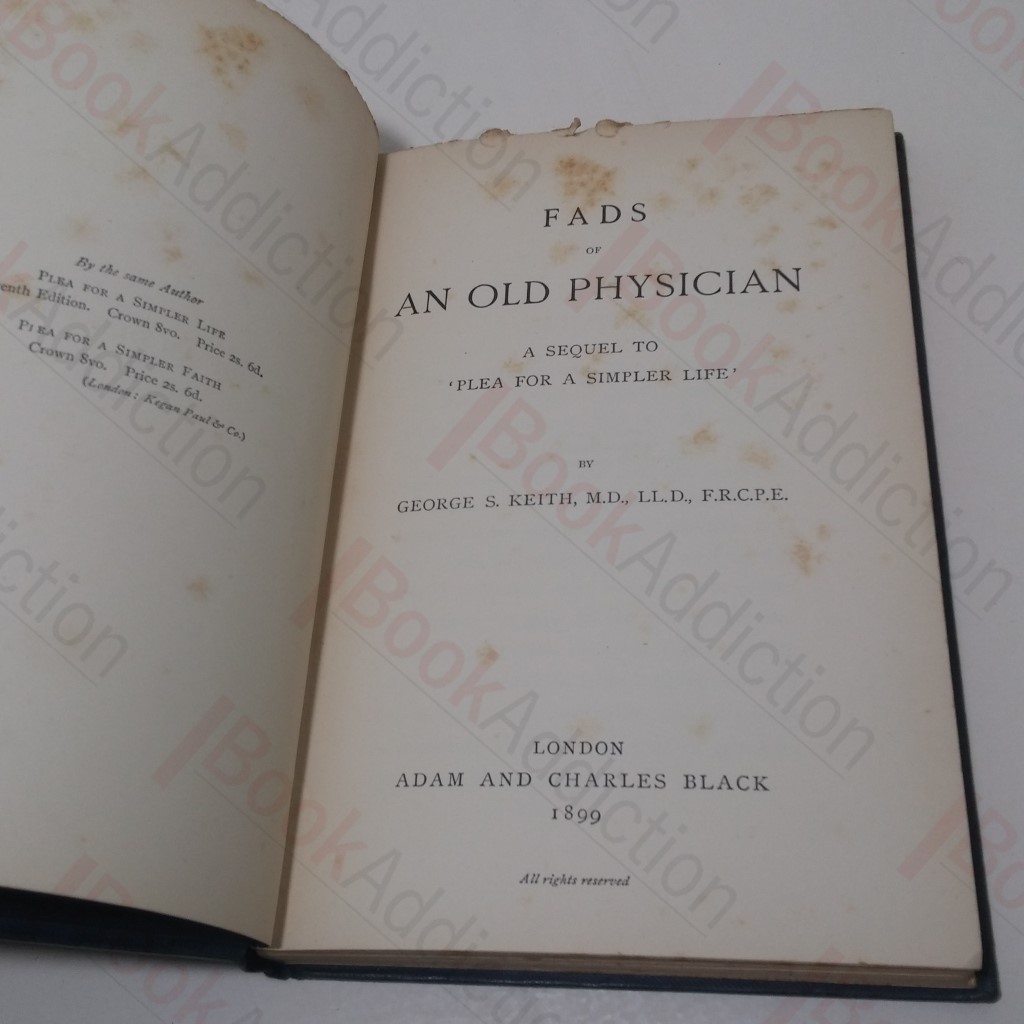 By the same Author
PLEA FOR A SIMPLER LIFE
Edition. Crown 8vo. Price 2s. 6d.
PLEA FOR A SIMPLER FAITH
Crown 8vo. Price 2s. 6d.
(London: Kegan Paul & Co.)
FADS
OF
AN OLD PHYSICIAN
A SEQUEL TO
'PLEA FOR A SIMPLER LIFE'
BY
GEORGE S. KEITH, M.D., LL.D., F.R.C.P.E.
LONDON
ADAM AND CHARLES BLACK
1899
All rights reserved
BookAddiction